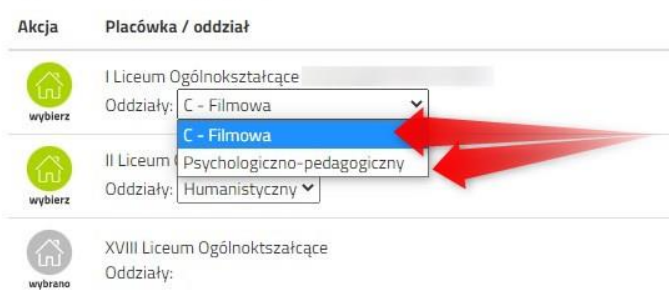 Akcja Placówka / oddział
I Liceum Ogólnokształcące
Oddziały: C - Filmowa
wybierz
C - Filmowa
II Liceum
Psychologiczno-pedagogiczny
Oddziały: Humanistyczny
wybierz
XVIII Liceum Ogólnoktszałcące
Oddziały:
wybrano